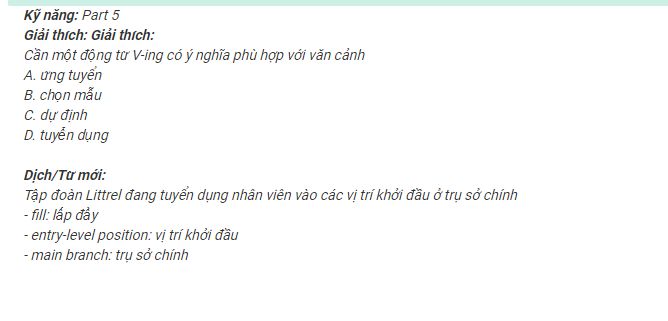 Kỹ năng: Part 5
Giải thích: Giải thích:
Cần một động từ V-ing có ý nghĩa phù hợp với văn cảnh
A. ứng tuyển
B. chọn mẫu
C. dự định
D. tuyển dụng
Dịch/Từ mới:
Tập đoàn Littrel đang tuyển dụng nhân viên vào các vị trí khởi đầu ở trụ sở chính
- fill: lấp đầy
- entry-level position: vị trí khởi đầu
- main branch: trụ sở chính